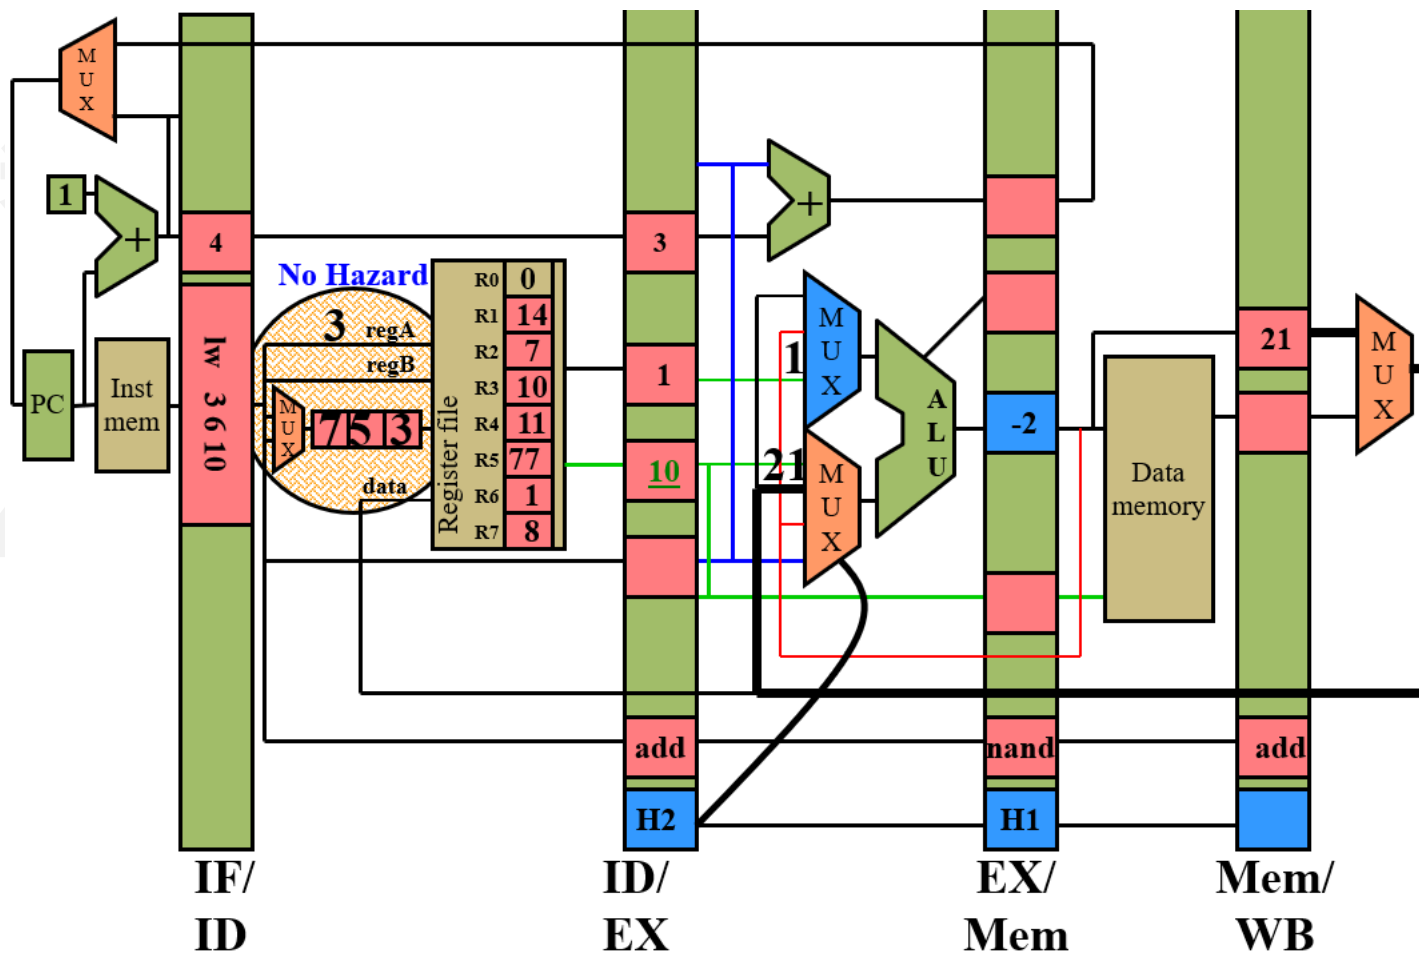 M
U
X
1
+
4
3
+
No Hazard
R0 0
3 regA
R1 14
R2 7
regB
R3 10
M
U
X
7 5 3
R4 11
R5 77
data
R6 1
R7 8
Register file
PC
Inst
mem
lw 3 6 10
1
10
1
M
U
X
21
M
U
X
A
L
U
-2
Data
memory
21
M
U
X
add
nand
add
H2
H1
IF/
ID
ID/
EX
EX/
Mem
Mem/
WB